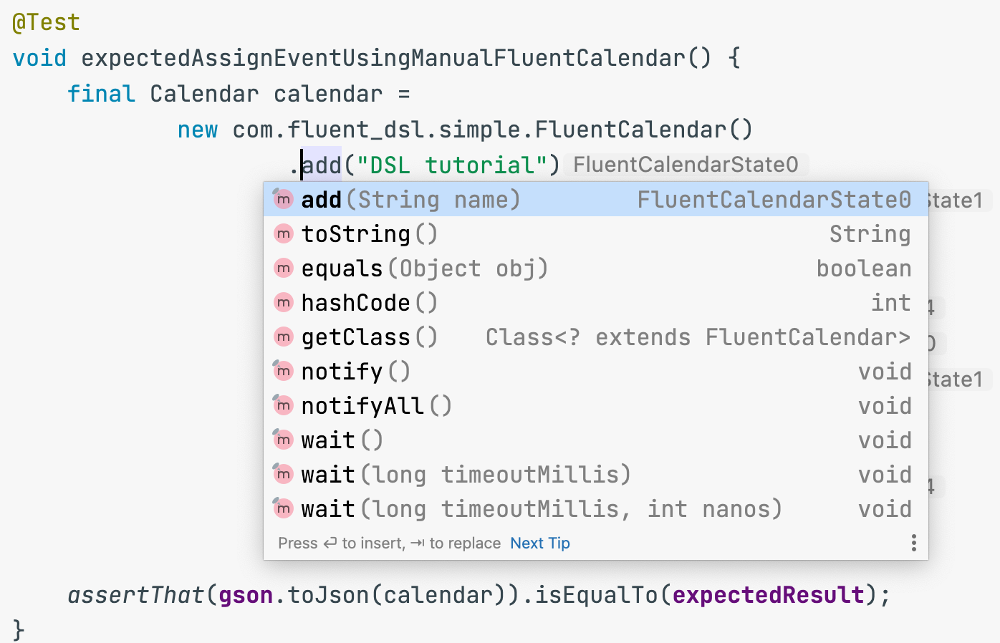 @Test
void expectedAssignEventUsingManualFluentCalendar() {
final Calendar calendar =
new com.fluent_dsl.simple.FluentCalendar()
.add("DSL tutorial") FluentCalendarState0
m add(String name) FluentCalendarState0 State1
m toString() String
m equals(Object obj) boolean
m hashCode() int 4
m getClass() Class<? extends FluentCalendar> 0
m notify() void State1
m notifyAll() void
m wait() void
m wait(long timeoutMillis) void 4
m wait(long timeoutMillis, int nanos) void
Press ↵ to insert, ⇥ to replace Next Tip
assertThat(gson.toJson(calendar)).isEqualTo(expectedResult);
}